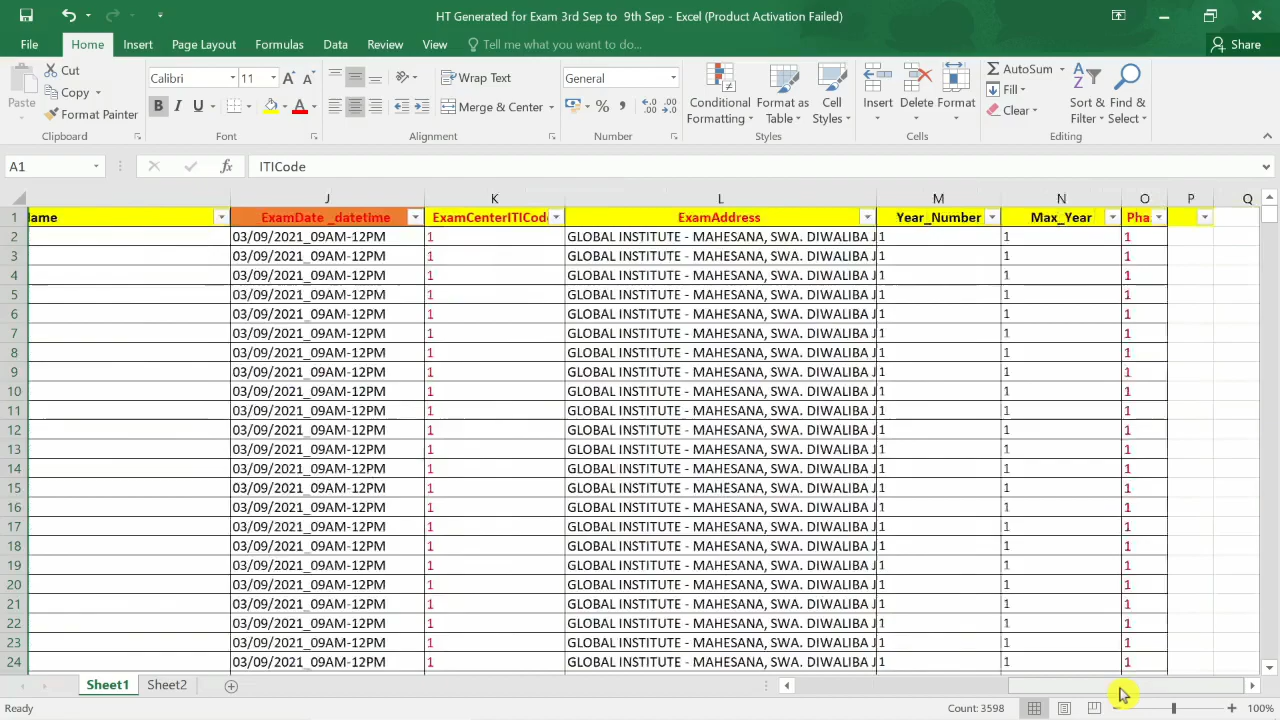 HT Generated for Exam 3rd Sep to 9th Sep - Excel (Product Activation Failed)
File Home Insert Page Layout Formulas Data Review View Tell me what you want to do... Share
Cut
Copy
Format Painter
Paste
Clipboard
Calibri 11 A A
B I U A
Font
Wrap Text
Merge & Center
Alignment
General
% ,
Number
Conditional Formatting
Format as Table
Cell Styles
Styles
Insert Delete Format
Cells
AutoSum
Fill
Clear
Sort & Filter
Find & Select
Editing
A1 fx ITICode
J K L M N O P Q
1 ExamDate _datetime ExamCenterITICod ExamAddress Year_Number Max_Year Pha
2 03/09/2021_09AM-12PM 1 GLOBAL INSTITUTE - MAHESANA, SWA. DIWALIBA J 1 1 1
3 03/09/2021_09AM-12PM 1 GLOBAL INSTITUTE - MAHESANA, SWA. DIWALIBA J 1 1 1
4 03/09/2021_09AM-12PM 1 GLOBAL INSTITUTE - MAHESANA, SWA. DIWALIBA J 1 1 1
5 03/09/2021_09AM-12PM 1 GLOBAL INSTITUTE - MAHESANA, SWA. DIWALIBA J 1 1 1
6 03/09/2021_09AM-12PM 1 GLOBAL INSTITUTE - MAHESANA, SWA. DIWALIBA J 1 1 1
7 03/09/2021_09AM-12PM 1 GLOBAL INSTITUTE - MAHESANA, SWA. DIWALIBA J 1 1 1
8 03/09/2021_09AM-12PM 1 GLOBAL INSTITUTE - MAHESANA, SWA. DIWALIBA J 1 1 1
9 03/09/2021_09AM-12PM 1 GLOBAL INSTITUTE - MAHESANA, SWA. DIWALIBA J 1 1 1
10 03/09/2021_09AM-12PM 1 GLOBAL INSTITUTE - MAHESANA, SWA. DIWALIBA J 1 1 1
11 03/09/2021_09AM-12PM 1 GLOBAL INSTITUTE - MAHESANA, SWA. DIWALIBA J 1 1 1
12 03/09/2021_09AM-12PM 1 GLOBAL INSTITUTE - MAHESANA, SWA. DIWALIBA J 1 1 1
13 03/09/2021_09AM-12PM 1 GLOBAL INSTITUTE - MAHESANA, SWA. DIWALIBA J 1 1 1
14 03/09/2021_09AM-12PM 1 GLOBAL INSTITUTE - MAHESANA, SWA. DIWALIBA J 1 1 1
15 03/09/2021_09AM-12PM 1 GLOBAL INSTITUTE - MAHESANA, SWA. DIWALIBA J 1 1 1
16 03/09/2021_09AM-12PM 1 GLOBAL INSTITUTE - MAHESANA, SWA. DIWALIBA J 1 1 1
17 03/09/2021_09AM-12PM 1 GLOBAL INSTITUTE - MAHESANA, SWA. DIWALIBA J 1 1 1
18 03/09/2021_09AM-12PM 1 GLOBAL INSTITUTE - MAHESANA, SWA. DIWALIBA J 1 1 1
19 03/09/2021_09AM-12PM 1 GLOBAL INSTITUTE - MAHESANA, SWA. DIWALIBA J 1 1 1
20 03/09/2021_09AM-12PM 1 GLOBAL INSTITUTE - MAHESANA, SWA. DIWALIBA J 1 1 1
21 03/09/2021_09AM-12PM 1 GLOBAL INSTITUTE - MAHESANA, SWA. DIWALIBA J 1 1 1
22 03/09/2021_09AM-12PM 1 GLOBAL INSTITUTE - MAHESANA, SWA. DIWALIBA J 1 1 1
23 03/09/2021_09AM-12PM 1 GLOBAL INSTITUTE - MAHESANA, SWA. DIWALIBA J 1 1 1
24 03/09/2021_09AM-12PM 1 GLOBAL INSTITUTE - MAHESANA, SWA. DIWALIBA J 1 1 1
Sheet1 Sheet2
Ready Count: 3598 100%